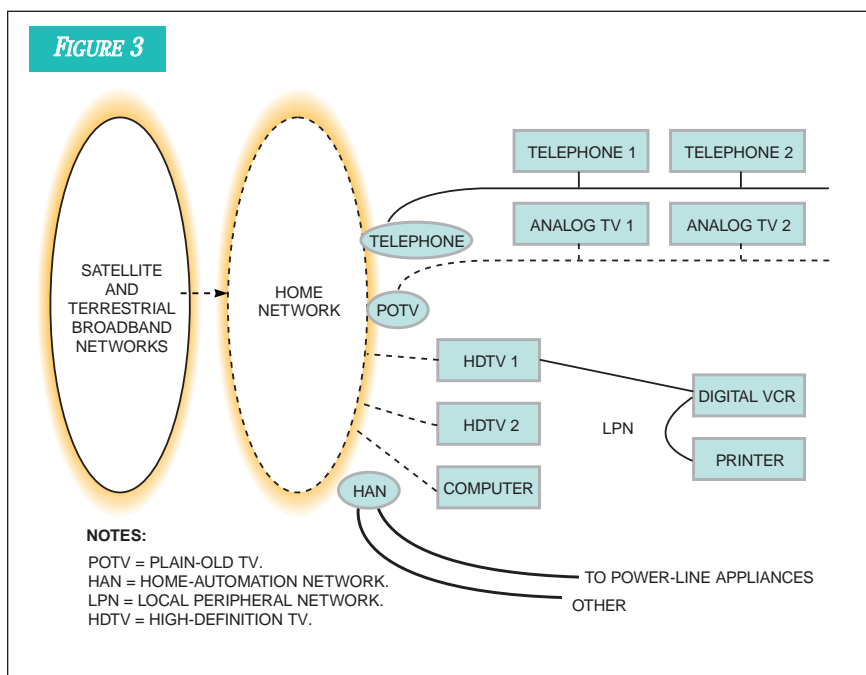 FIGURE 3
TELEPHONE 1
TELEPHONE 2
TELEPHONE
ANALOG TV 1
ANALOG TV 2
SATELLITE
AND
TERRESTRIAL
BROADBAND
NETWORKS
HOME
NETWORK
POTV
HDTV 1
DIGITAL VCR
HDTV 2
LPN
PRINTER
COMPUTER
HAN
NOTES:
POTV = PLAIN-OLD TV.
HAN = HOME-AUTOMATION NETWORK.
LPN = LOCAL PERIPHERAL NETWORK.
HDTV = HIGH-DEFINITION TV.
TO POWER-LINE APPLIANCES
OTHER